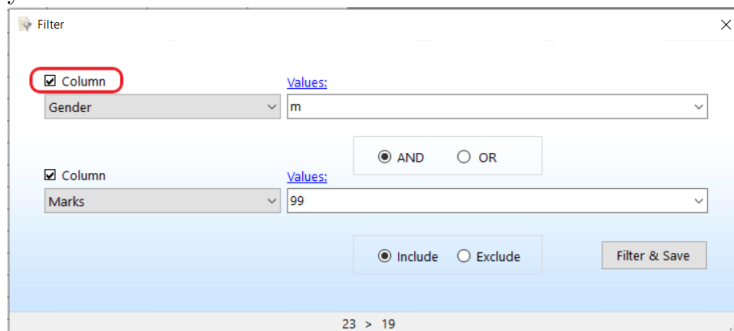 Filter
Column
Values:
Gender
m
AND OR
Column
Values:
Marks
99
Include Exclude
Filter & Save
23 > 19